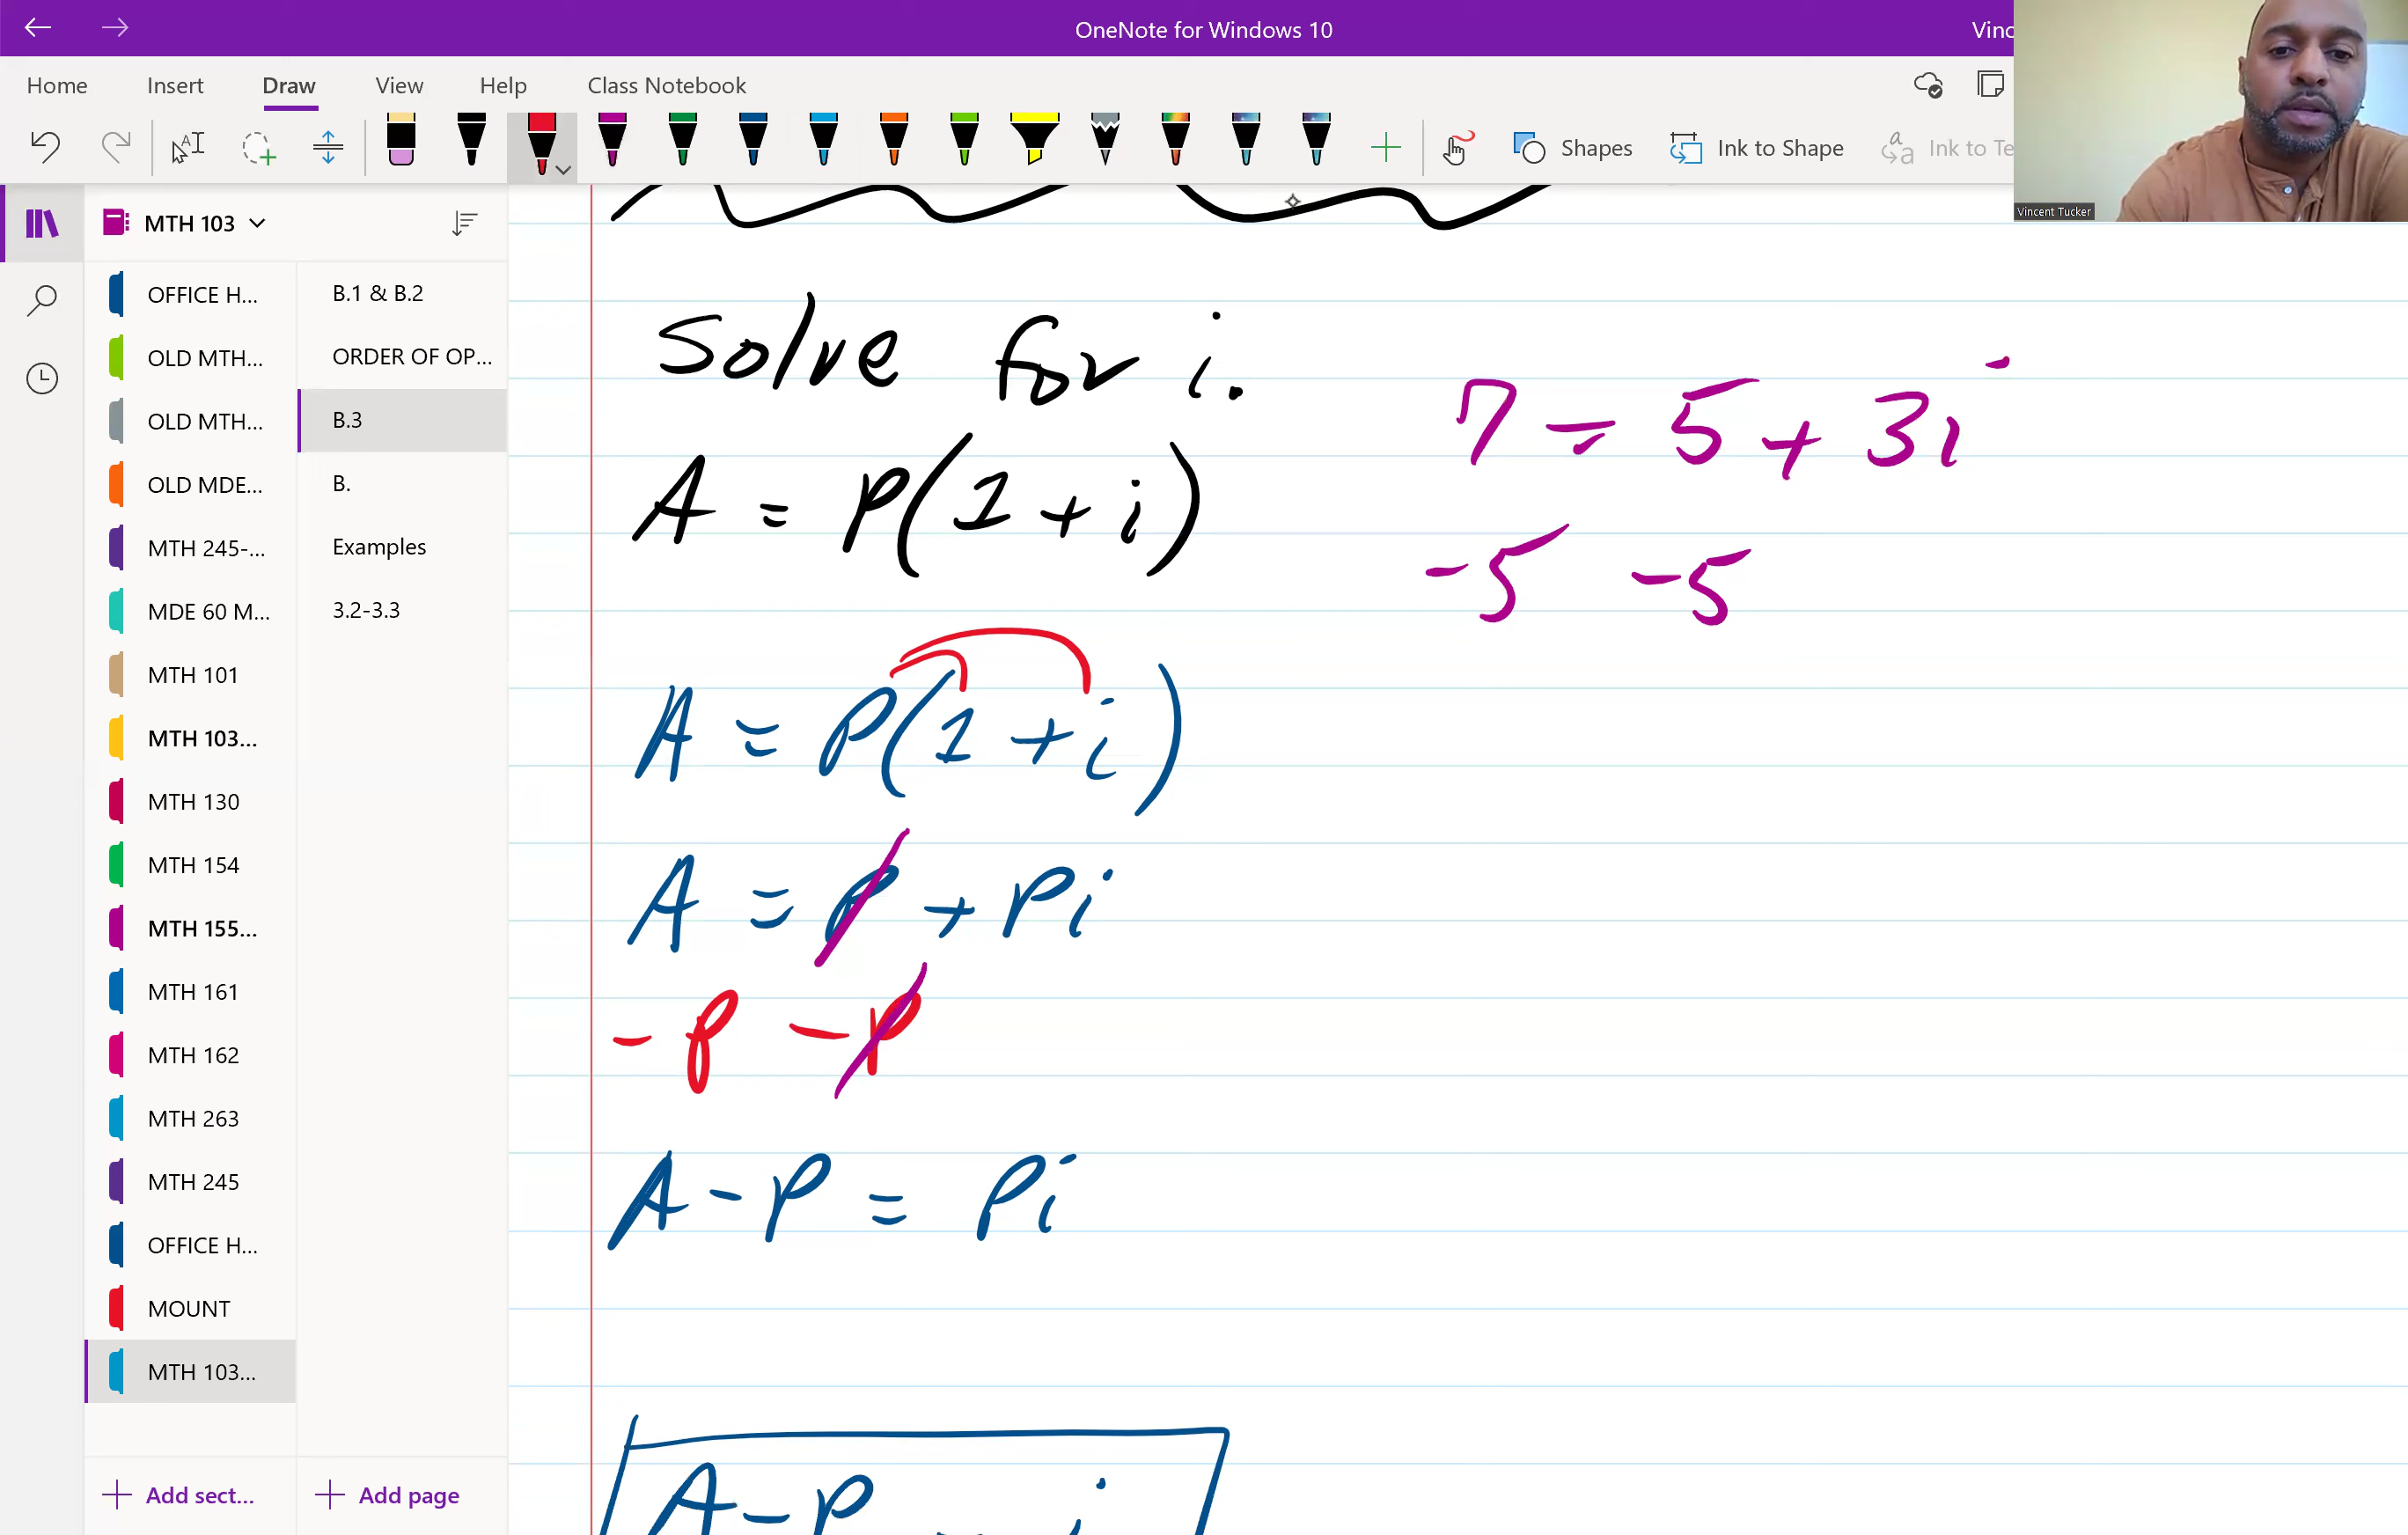 OneNote for Windows 10
Vinc
Home Insert Draw View Help Class Notebook
Shapes Ink to Shape Ink to Te
Vincent Tucker
MTH 103
OFFICE H...
OLD MTH...
OLD MTH...
OLD MDE...
MTH 245-...
MDE 60 M...
MTH 101
MTH 103...
MTH 130
MTH 154
MTH 155...
MTH 161
MTH 162
MTH 263
MTH 245
OFFICE H...
MOUNT
MTH 103...
Add sect...
B.1 & B.2
ORDER OF OP...
B.3
B.
Examples
3.2-3.3
Add page
Solve for i.
A = P(1 + i)
A = P(1 + i)
A = P + Pi
- P - P
A - P = Pi
A - P = i
7 = 5 + 3i
-5 -5